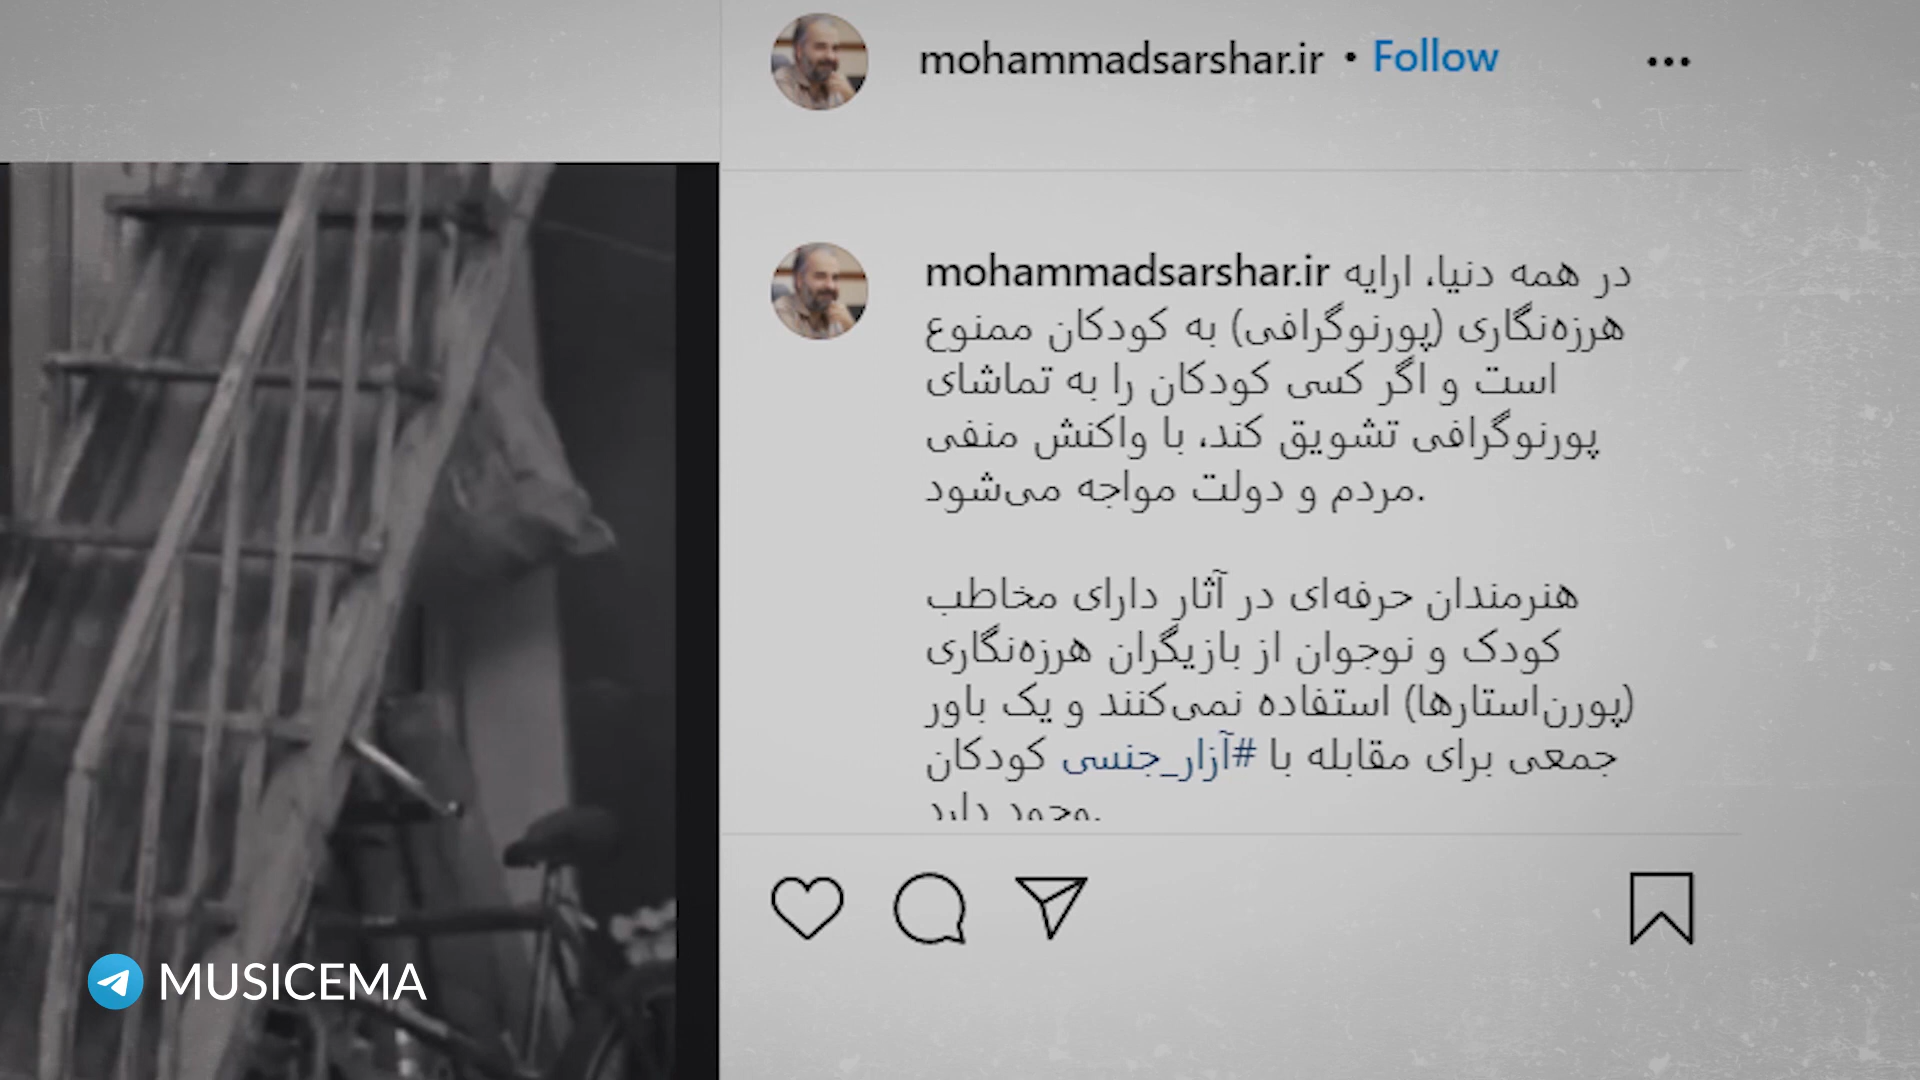 mohammadsarshar.ir • Follow
mohammadsarshar.ir در همه دنیا، ارایه
هرزه‌نگاری (پورنوگرافی) به کودکان ممنوع
است و اگر کسی کودکان را به تماشای
پورنوگرافی تشویق کند، با واکنش منفی
مردم و دولت مواجه می‌شود.
هنرمندان حرفه‌ای در آثار دارای مخاطب
کودک و نوجوان از بازیگران هرزه‌نگاری
(پورن‌استارها) استفاده نمی‌کنند و یک باور
جمعی برای مقابله با #آزار_جنسی کودکان
وجود دارد.
MUSICEMA